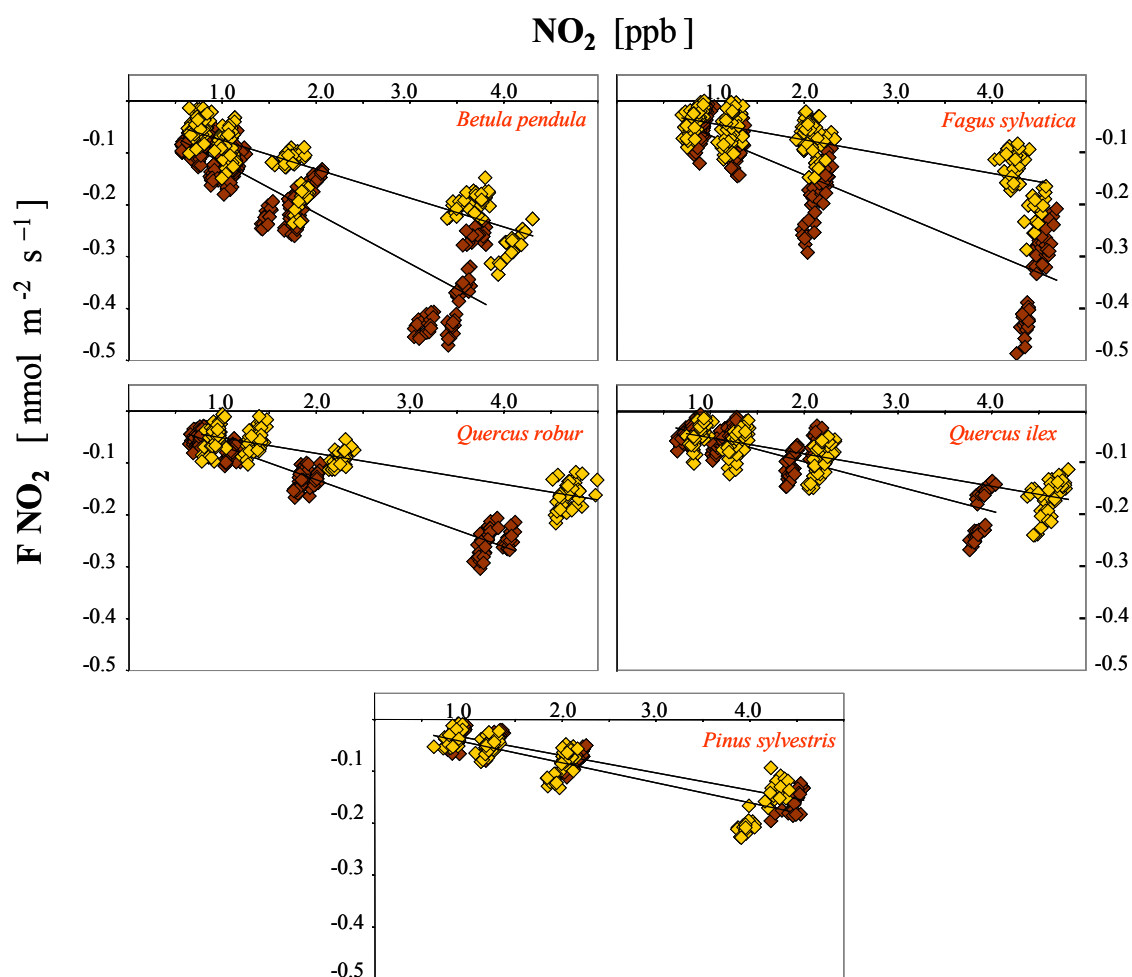 NO₂ [ppb]
F NO₂ [ nmol m⁻² s⁻¹ ]
1.0 2.0 3.0 4.0
Betula pendula
-0.1
-0.2
-0.3
-0.4
-0.5
1.0 2.0 3.0 4.0
Fagus sylvatica
-0.1
-0.2
-0.3
-0.4
-0.5
1.0 2.0 3.0 4.0
Quercus robur
-0.1
-0.2
-0.3
-0.4
-0.5
1.0 2.0 3.0 4.0
Quercus ilex
-0.1
-0.2
-0.3
-0.4
-0.5
1.0 2.0 3.0 4.0
Pinus sylvestris
-0.1
-0.2
-0.3
-0.4
-0.5